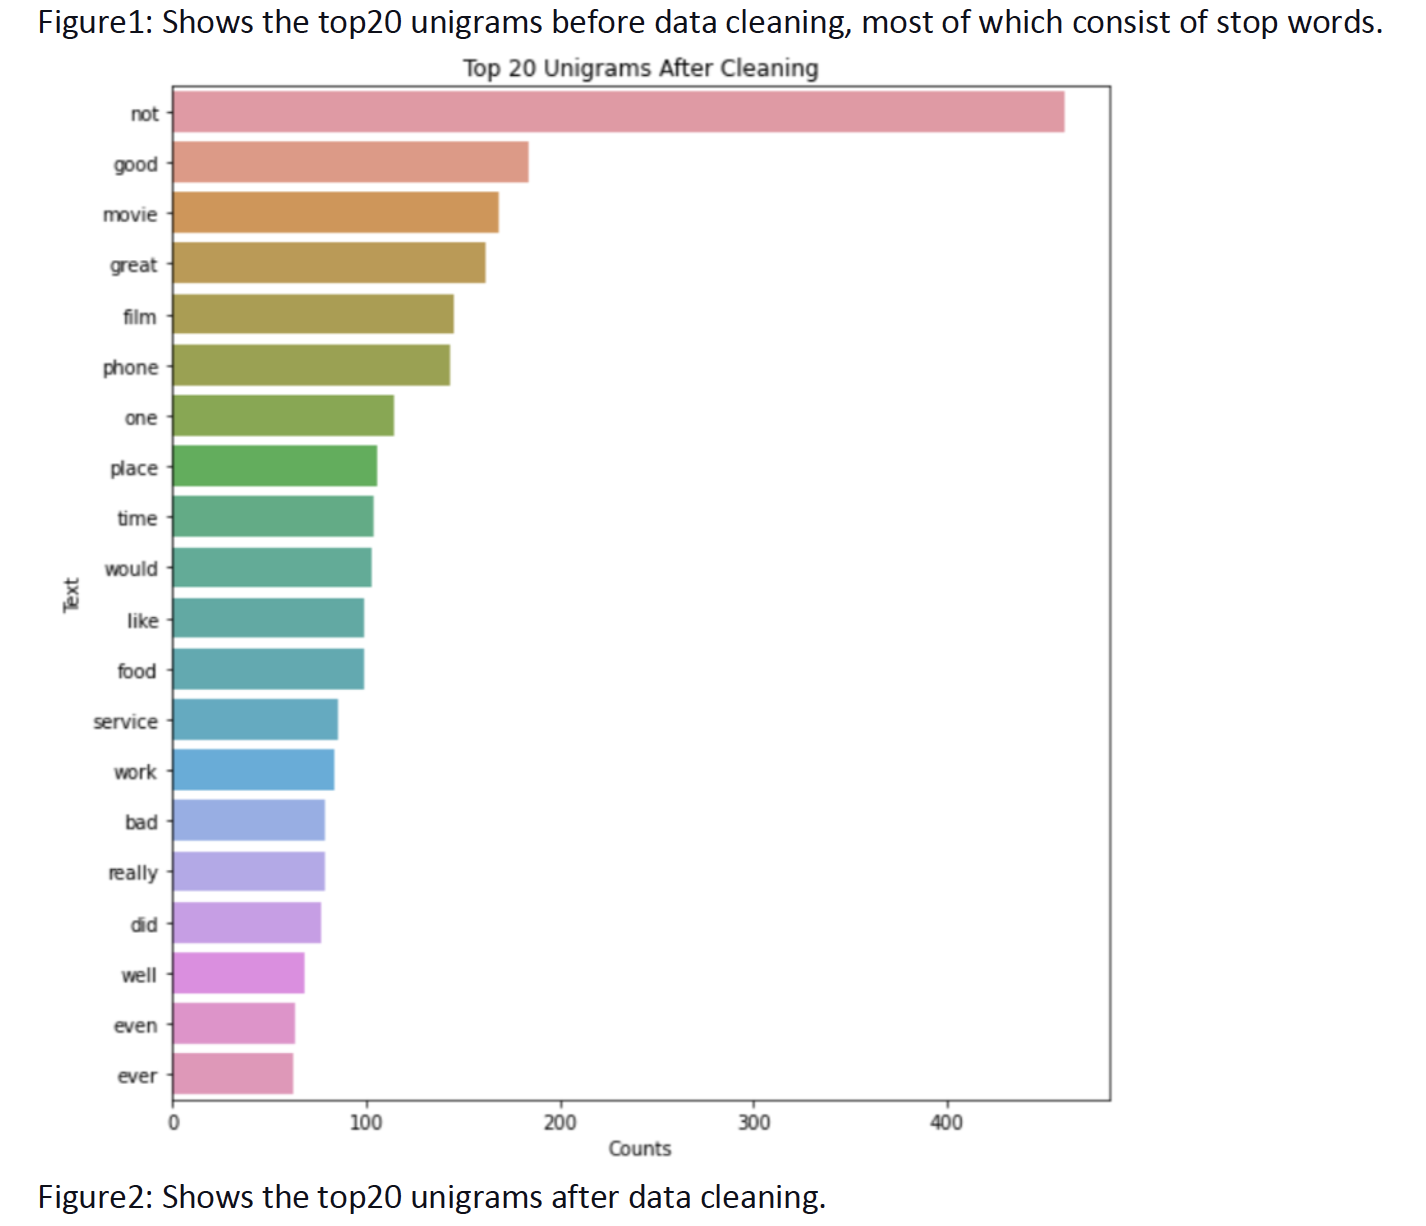 Figure1: Shows the top20 unigrams before data cleaning, most of which consist of stop words.
Top 20 Unigrams After Cleaning
not
good
movie
great
film
phone
one
place
time
would
Text
like
food
service
work
bad
really
did
well
even
ever
0 100 200 300 400
Counts
Figure2: Shows the top20 unigrams after data cleaning.